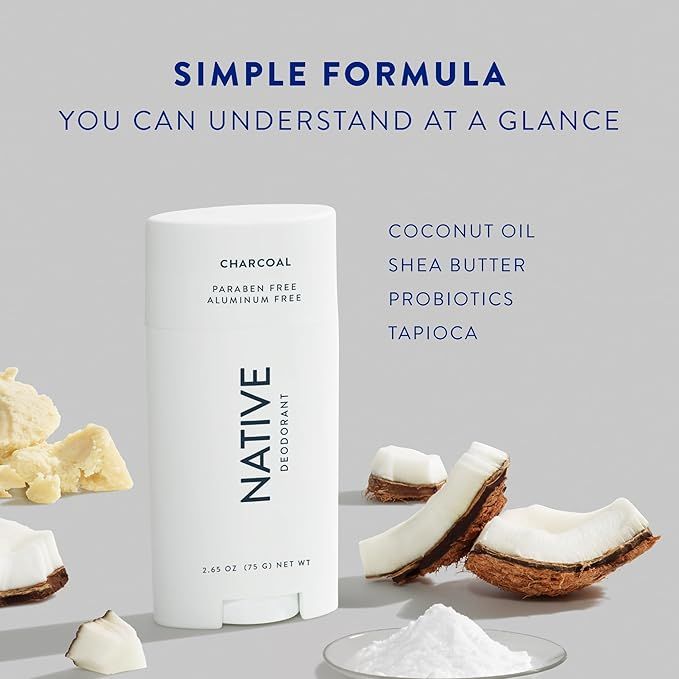 SIMPLE FORMULA
YOU CAN UNDERSTAND AT A GLANCE
CHARCOAL
PARABEN FREE
ALUMINUM FREE
NATIVE
DEODORANT
2.65 OZ (75 G) NET WT
COCONUT OIL
SHEA BUTTER
PROBIOTICS
TAPIOCA